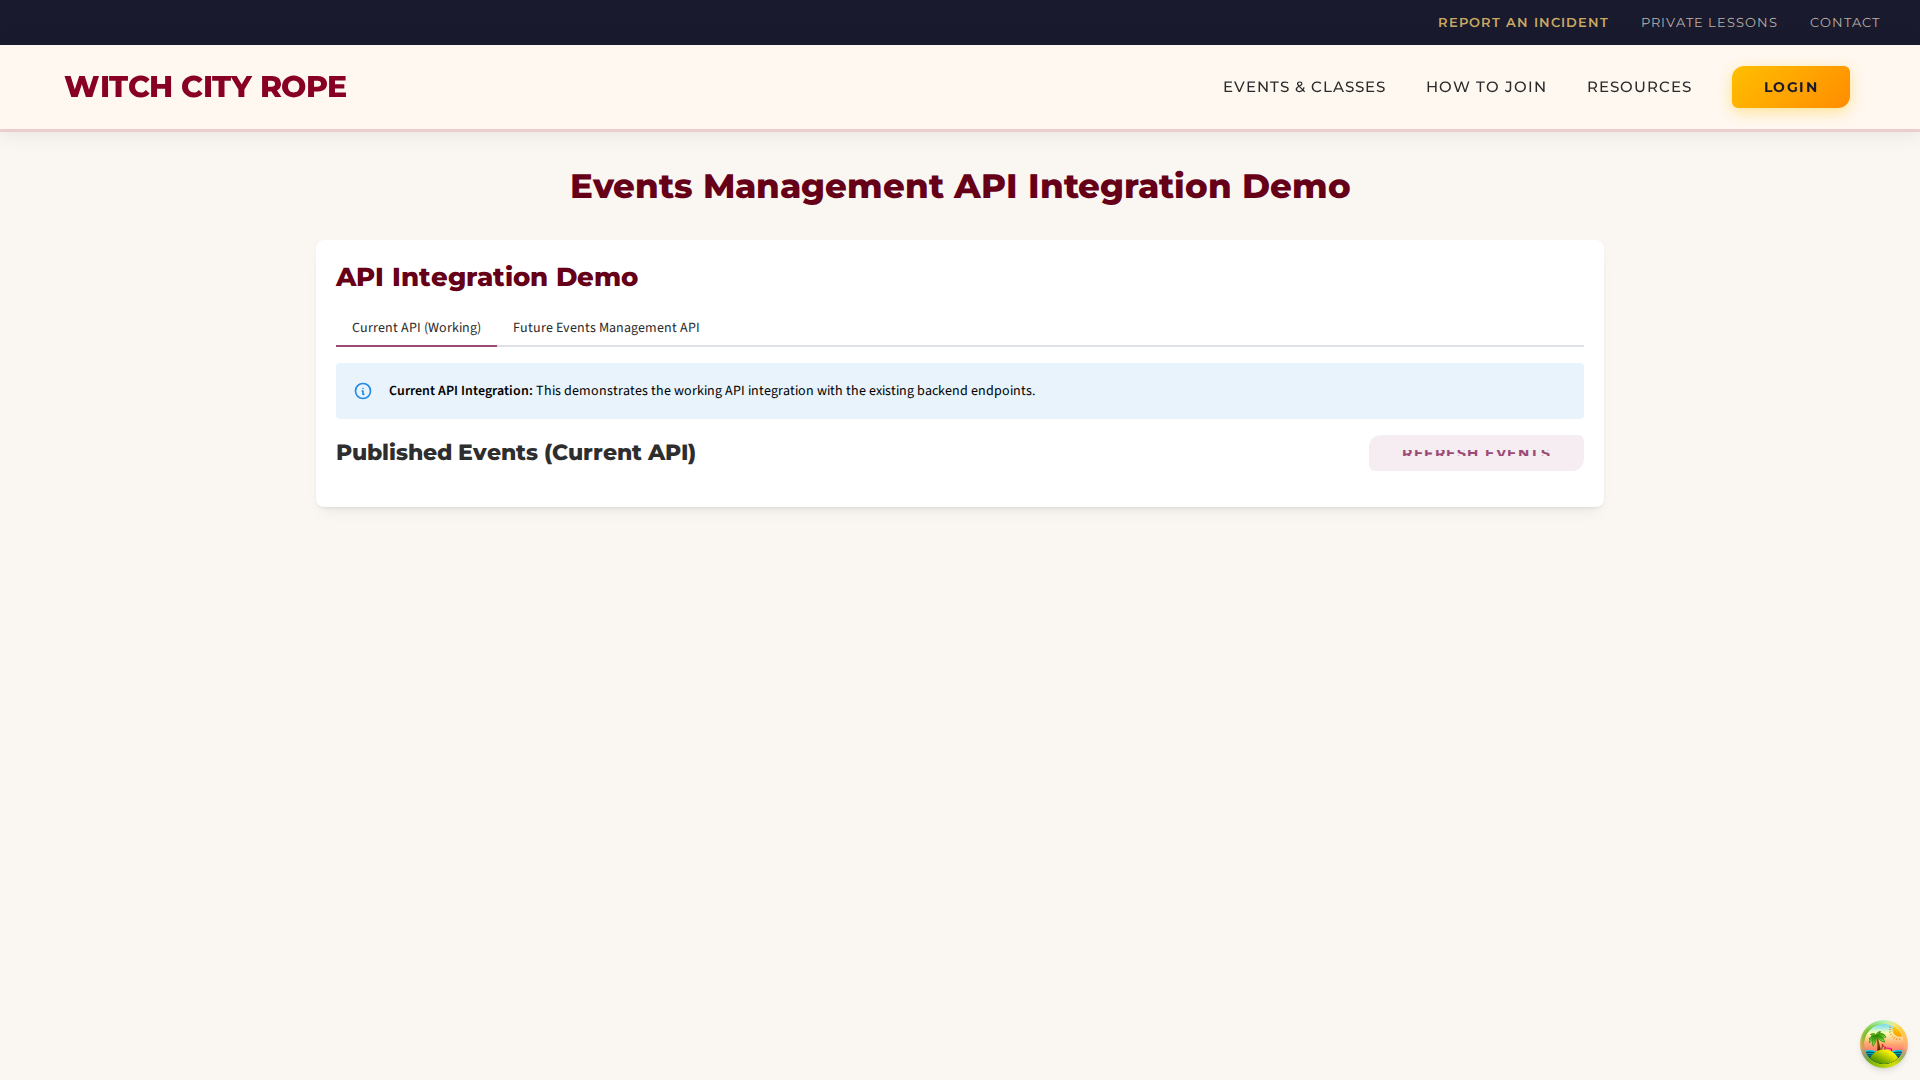 REPORT AN INCIDENT PRIVATE LESSONS CONTACT
WITCH CITY ROPE
EVENTS & CLASSES HOW TO JOIN RESOURCES LOGIN
Events Management API Integration Demo
API Integration Demo
Current API (Working) Future Events Management API
Current API Integration: This demonstrates the working API integration with the existing backend endpoints.
Published Events (Current API) REFRESH EVENTS